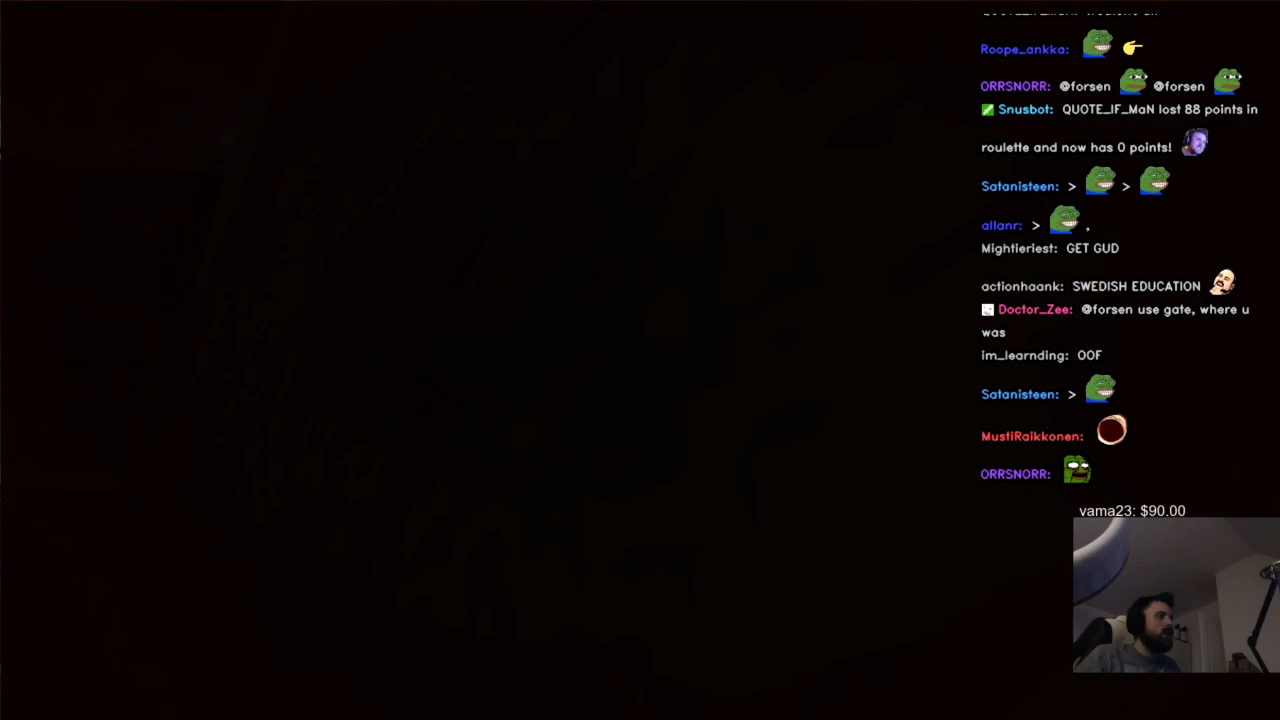 Roope_ankka:
ORRSNORR: @forsen @forsen
Snusbot: QUOTE_IF_MaN lost 88 points in
roulette and now has 0 points!
Satanisteen: > >
allanr: > ,
Mightieriest: GET GUD
actionhaank: SWEDISH EDUCATION
Doctor_Zee: @forsen use gate, where u
was
im_learnding: OOF
Satanisteen: >
MustiRaikkonen:
ORRSNORR:
vama23: $90.00